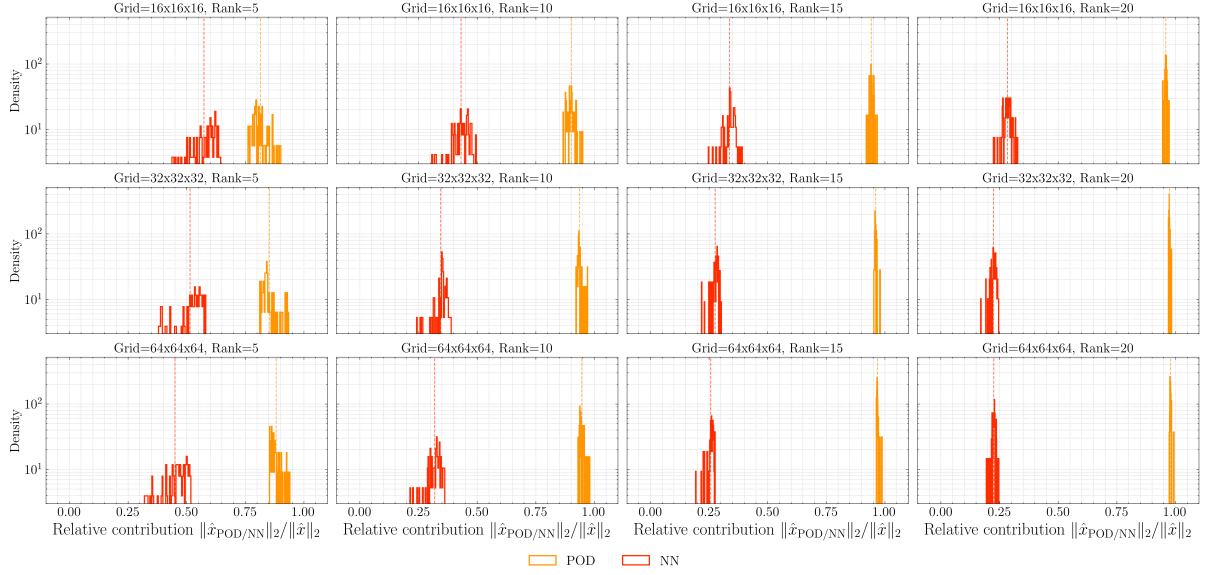 Grid=16x16x16, Rank=5
Grid=16x16x16, Rank=10
Grid=16x16x16, Rank=15
Grid=16x16x16, Rank=20
Density
10²
10¹
Grid=32x32x32, Rank=5
Grid=32x32x32, Rank=10
Grid=32x32x32, Rank=15
Grid=32x32x32, Rank=20
Density
10²
10¹
Grid=64x64x64, Rank=5
Grid=64x64x64, Rank=10
Grid=64x64x64, Rank=15
Grid=64x64x64, Rank=20
Density
10²
10¹
0.00 0.25 0.50 0.75 1.00
0.00 0.25 0.50 0.75 1.00
0.00 0.25 0.50 0.75 1.00
0.00 0.25 0.50 0.75 1.00
Relative contribution ‖x̂_POD/NN‖₂/‖x̂‖₂
Relative contribution ‖x̂_POD/NN‖₂/‖x̂‖₂
Relative contribution ‖x̂_POD/NN‖₂/‖x̂‖₂
Relative contribution ‖x̂_POD/NN‖₂/‖x̂‖₂
POD NN